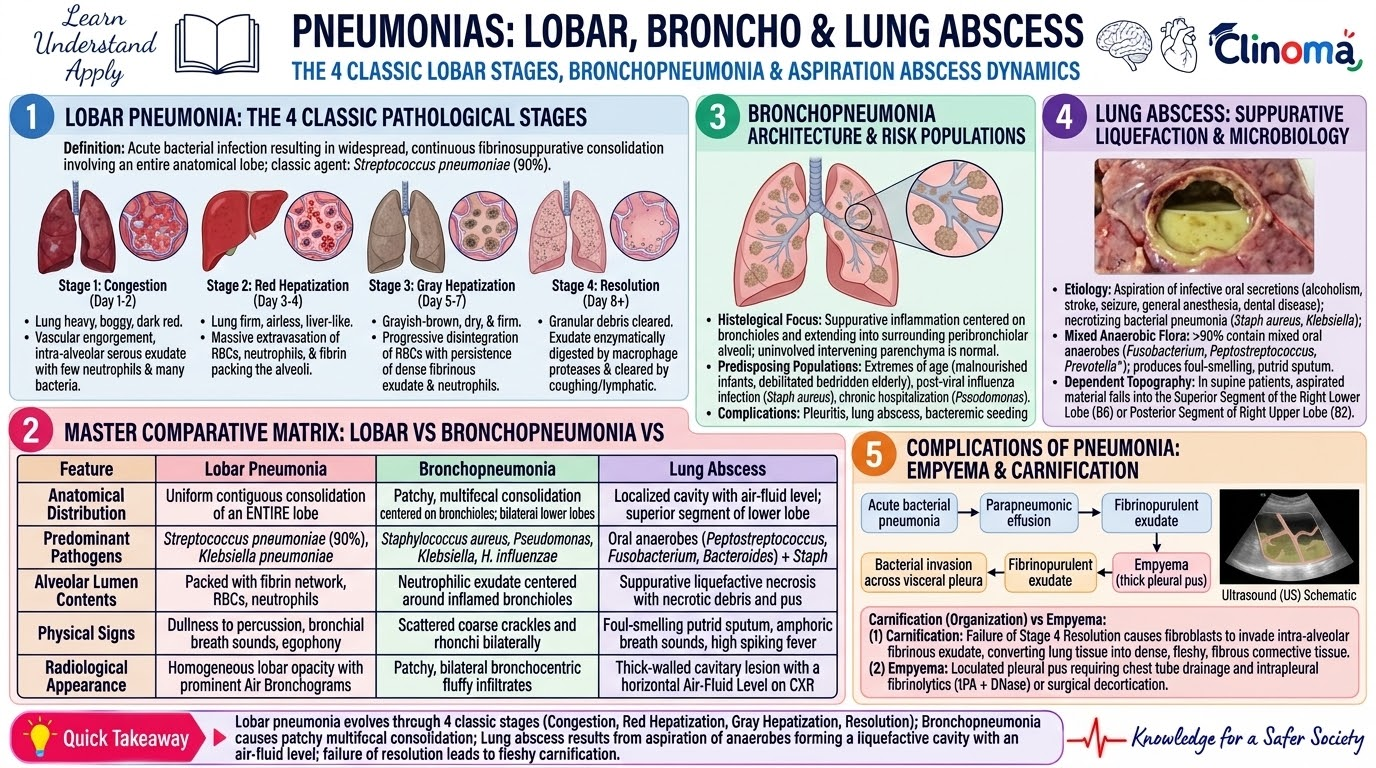 Learn
Understand
Apply
PNEUMONIAS: LOBAR, BRONCHO & LUNG ABSCESS
THE 4 CLASSIC LOBAR STAGES, BRONCHOPNEUMONIA & ASPIRATION ABSCESS DYNAMICS
Clinoma
1 LOBAR PNEUMONIA: THE 4 CLASSIC PATHOLOGICAL STAGES
Definition: Acute bacterial infection resulting in widespread, continuous fibrinosuppurative consolidation
involving an entire anatomical lobe; classic agent: Streptococcus pneumoniae (90%).
Stage 1: Congestion
(Day 1-2)
• Lung heavy, boggy, dark red.
• Vascular engorgement,
intra-alveolar serous exudate
with few neutrophils & many
bacteria.
Stage 2: Red Hepatization
(Day 3-4)
• Lung firm, airless, liver-like.
• Massive extravasation of
RBCs, neutrophils, & fibrin
packing the alveoli.
Stage 3: Gray Hepatization
(Day 5-7)
• Grayish-brown, dry, & firm.
• Progressive disintegration
of RBCs with persistence
of dense fibrinous
exudate & neutrophils.
Stage 4: Resolution
(Day 8+)
• Granular debris cleared.
Exudate enzymatically
digested by macrophage
proteases & cleared by
coughing/lymphatic.
2 MASTER COMPARATIVE MATRIX: LOBAR VS BRONCHOPNEUMONIA VS
Feature
Lobar Pneumonia
Bronchopneumonia
Lung Abscess
Anatomical
Distribution
Uniform contiguous consolidation
of an ENTIRE lobe
Patchy, multifecal consolidation
centered on bronchioles; bilateral lower lobes
Localized cavity with air-fluid level;
superior segment of lower lobe
Predominant
Pathogens
Streptococcus pneumoniae (90%),
Klebsiella pneumoniae
Staphylococcus aureus, Pseudomonas,
Klebsiella, H. influenzae
Oral anaerobes (Peptostreptococcus,
Fusobacterium, Bacteroides) + Staph
Alveolar Lumen
Contents
Packed with fibrin network,
RBCs, neutrophils
Neutrophilic exudate centered
around inflamed bronchioles
Suppurative liquefactive necrosis
with necrotic debris and pus
Physical Signs
Dullness to percussion, bronchial
breath sounds, egophony
Scattered coarse crackles and
rhonchi bilaterally
Foul-smelling putrid sputum, amphoric
breath sounds, high spiking fever
Radiological
Appearance
Homogeneous lobar opacity with
prominent Air Bronchograms
Patchy, bilateral bronchocentric
fluffy infiltrates
Thick-walled cavitary lesion with a
horizontal Air-Fluid Level on CXR
3 BRONCHOPNEUMONIA
ARCHITECTURE & RISK POPULATIONS
• Histological Focus: Suppurative inflammation centered on
bronchioles and extending into surrounding peribronchiolar
alveoli; uninvolved intervening parenchyma is normal.
• Predisposing Populations: Extremes of age (malnourished
infants, debilitated bedridden elderly), post-viral influenza
infection (Staph aureus), chronic hospitalization (Pssodomonas).
• Complications: Pleuritis, lung abscess, bacteremic seeding
4 LUNG ABSCESS: SUPPURATIVE
LIQUEFACTION & MICROBIOLOGY
• Etiology: Aspiration of infective oral secretions (alcoholism,
stroke, seizure, general anesthesia, dental disease);
necrotizing bacterial pneumonia (Staph aureus, Klebsiella);
• Mixed Anaerobic Flora: >90% contain mixed oral
anaerobes (Fusobacterium, Peptostreptococcus,
Prevotella*); produces foul-smelling, putrid sputum.
• Dependent Topography: In supine patients, aspirated
material falls into the Superior Segment of the Right Lower
Lobe (B6) or Posterior Segment of Right Upper Lobe (B2).
5 COMPLICATIONS OF PNEUMONIA:
EMPYEMA & CARNIFICATION
Acute bacterial
pneumonia
Parapneumonic
effusion
Fibrinopurulent
exudate
Bacterial invasion
across visceral pleura
Fibrinopurulent
exudate
Empyema
(thick pleural pus)
Ultrasound (US) Schematic
Carnification (Organization) vs Empyema:
(1) Carnification: Failure of Stage 4 Resolution causes fibroblasts to invade intra-alveolar
fibrinous exudate, converting lung tissue into dense, fleshy, fibrous cormective tissue.
(2) Empyema: Loculated pleural pus requiring chest tube drainage and intrapleural
fibrinolytics (tPA + DNase) or surgical decortication.
Quick Takeaway
Lobar pneumonia evolves through 4 classic stages (Congestion, Red Hepatization, Gray Hepatization, Resolution); Bronchopneumonia
causes patchy multifocal consolidation; Lung abscess results from aspiration of anaerobes forming a liquefactive cavity with an
air-fluid level; failure of resolution leads to fleshy carnification.
Knowledge for a Safer Society